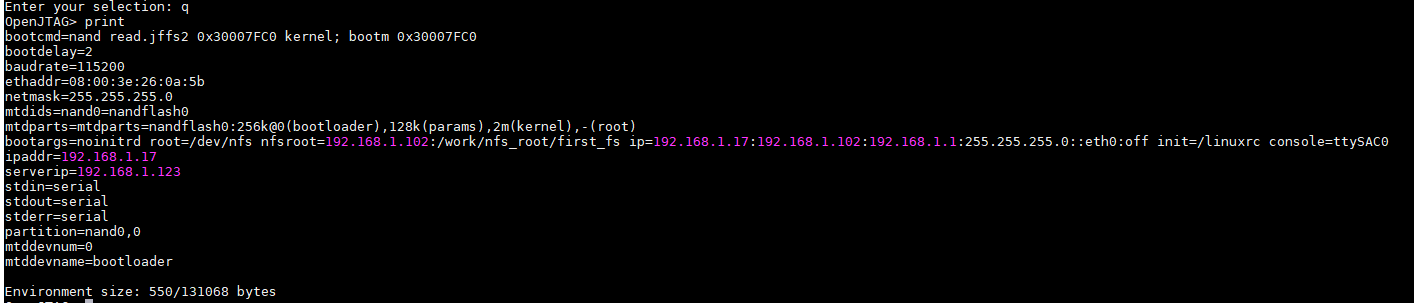 Enter your selection: q
OpenJTAG> print
bootcmd=nand read.jffs2 0x30007FC0 kernel; bootm 0x30007FC0
bootdelay=2
baudrate=115200
ethaddr=08:00:3e:26:0a:5b
netmask=255.255.255.0
mtdids=nand0=nandflash0
mtdparts=mtdparts=nandflash0:256k@0(bootloader),128k(params),2m(kernel),-(root)
bootargs=noinitrd root=/dev/nfs nfsroot=192.168.1.102:/work/nfs_root/first_fs ip=192.168.1.17:192.168.1.102:192.168.1.1:255.255.255.0::eth0:off init=/linuxrc console=ttySAC0
ipaddr=192.168.1.17
serverip=192.168.1.123
stdin=serial
stdout=serial
stderr=serial
partition=nand0,0
mtddevnum=0
mtddevname=bootloader
Environment size: 550/131068 bytes